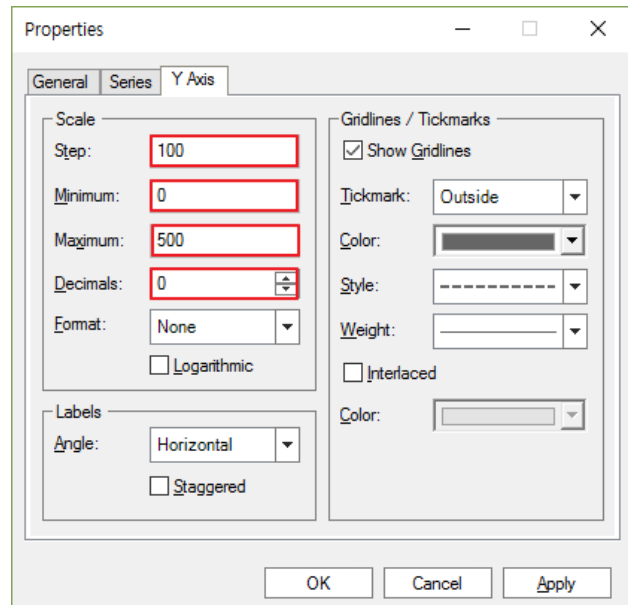 Properties
General Series Y Axis
Scale
Step: 100
Minimum: 0
Maximum: 500
Decimals: 0
Format: None
Logarithmic
Labels
Angle: Horizontal
Staggered
Gridlines / Tickmarks
Show Gridlines
Tickmark: Outside
Color:
Style:
Weight:
Interlaced
Color:
OK Cancel Apply